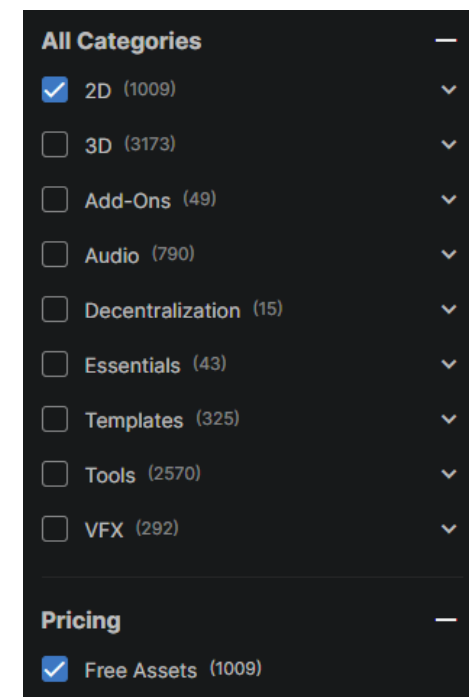 All Categories
2D (1009)
3D (3173)
Add-Ons (49)
Audio (790)
Decentralization (15)
Essentials (43)
Templates (325)
Tools (2570)
VFX (292)
Pricing
Free Assets (1009)